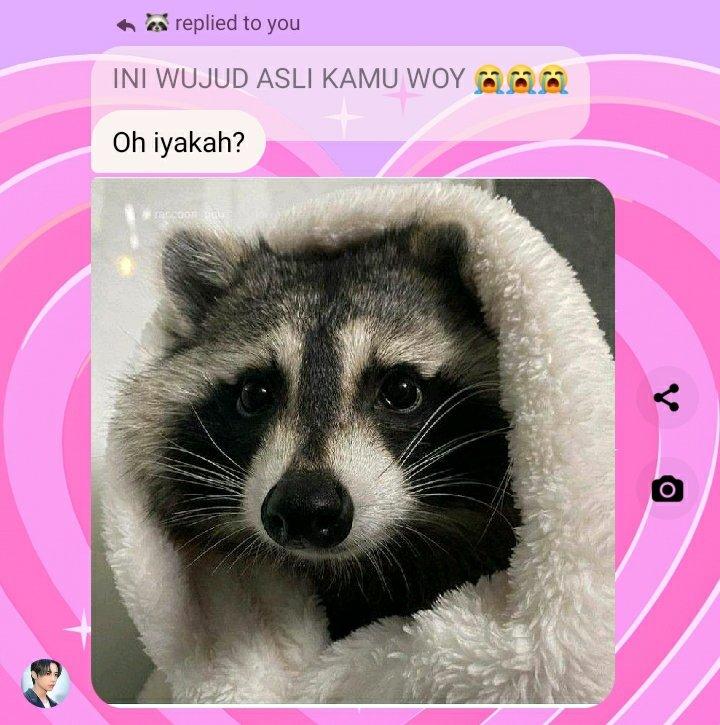 🦝 replied to you
INI WUJUD ASLI KAMU WOY 😭😭😭
Oh iyakah?